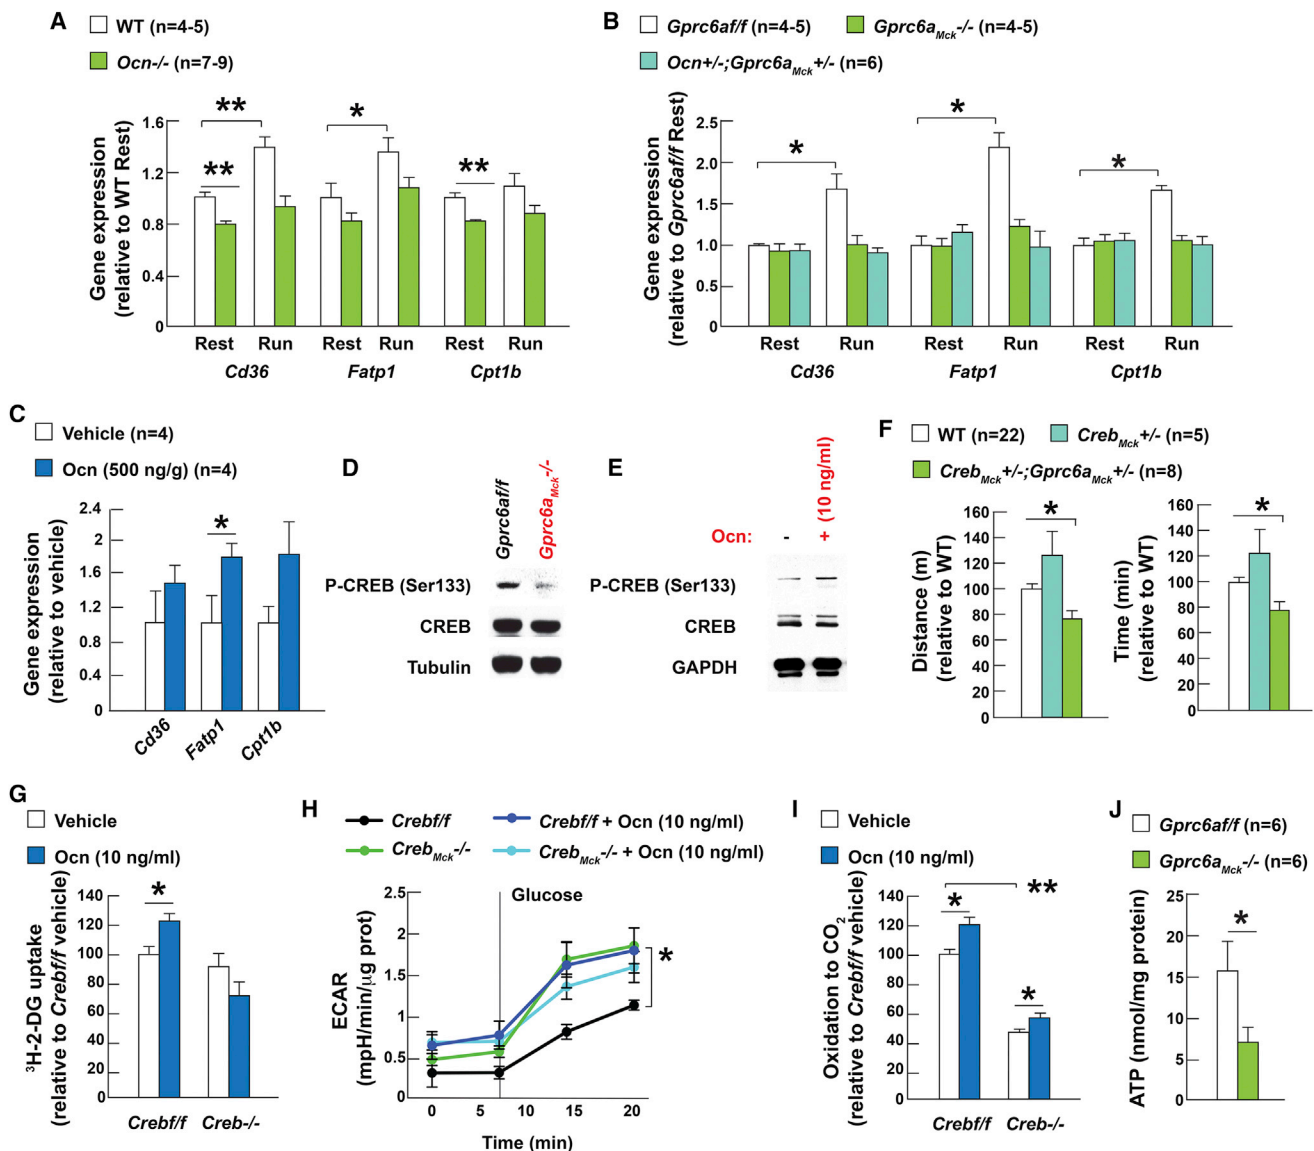 A
WT (n=4-5)
Ocn-/- (n=7-9)
Gene expression
(relative to WT Rest)
1.6
1.2
0.8
0.4
0
**
**
*
**
Rest Run Rest Run Rest Run
Cd36 Fatp1 Cpt1b
B
Gprc6af/f (n=4-5) Gprc6aMck-/- (n=4-5)
Ocn+/-;Gprc6aMck+/- (n=6)
Gene expression
(relative to Gprc6af/f Rest)
2.5
2.0
1.5
1.0
0.5
0
*
*
*
Rest Run Rest Run Rest Run
Cd36 Fatp1 Cpt1b
C
Vehicle (n=4)
Ocn (500 ng/g) (n=4)
Gene expression
(relative to vehicle)
2.4
2
1.6
1.2
0.8
0.4
0
*
Cd36 Fatp1 Cpt1b
D
Gprc6af/f
Gprc6aMck-/-
P-CREB (Ser133)
CREB
Tubulin
E
Ocn: - + (10 ng/ml)
P-CREB (Ser133)
CREB
GAPDH
F
WT (n=22) CrebMck+/- (n=5)
CrebMck+/-;Gprc6aMck+/- (n=8)
Distance (m)
(relative to WT)
160
140
120
100
80
60
40
20
0
*
Time (min)
(relative to WT)
160
140
120
100
80
60
40
20
0
*
G
Vehicle
Ocn (10 ng/ml)
3H-2-DG uptake
(relative to Crebf/f vehicle)
140
120
100
80
60
40
20
0
*
Crebf/f Creb-/-
H
Crebf/f Crebf/f + Ocn (10 ng/ml)
CrebMck-/- CrebMck-/- + Ocn (10 ng/ml)
ECAR
(mpH/min/µg prot)
2.5
2
1.5
1
0.5
0
Glucose
*
0 5 10 15 20
Time (min)
I
Vehicle
Ocn (10 ng/ml)
Oxidation to CO2
(relative to Crebf/f vehicle)
140
120
100
80
60
40
20
0
*
**
*
Crebf/f Creb-/-
J
Gprc6af/f (n=6)
Gprc6aMck-/- (n=6)
ATP (nmol/mg protein)
25
20
15
10
5
0
*